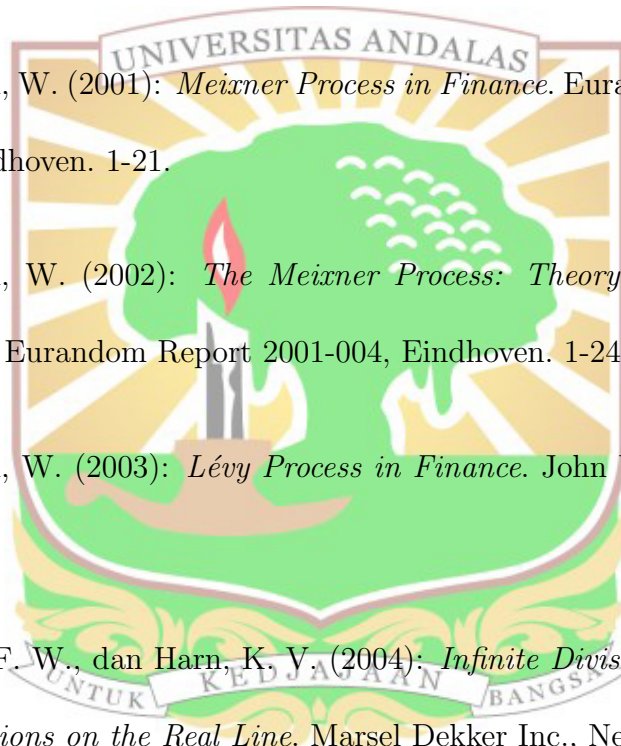 UNIVERSITAS ANDALAS
, W. (2001): Meixner Process in Finance. Eura
dhoven. 1-21.
, W. (2002): The Meixner Process: Theory
Eurandom Report 2001-004, Eindhoven. 1-24
, W. (2003): Lévy Process in Finance. John
F. W., dan Harn, K. V. (2004): Infinite Divis
UNTUK KEDJAJAAN BANGSA
ions on the Real Line. Marsel Dekker Inc., Ne